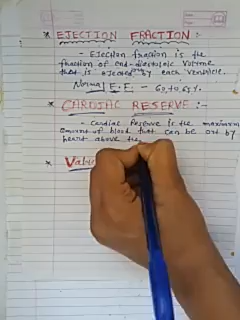 * EJECTION FRACTION :-
- Ejection fraction is the
fraction of end-diastolic volume
that is ejected by each ventricle.
Normal E.F. - 60 to 65%.
* CARDIAC RESERVE :-
- Cardiac Reserve is the maximum
amount of blood that can be out by
heart above the
*